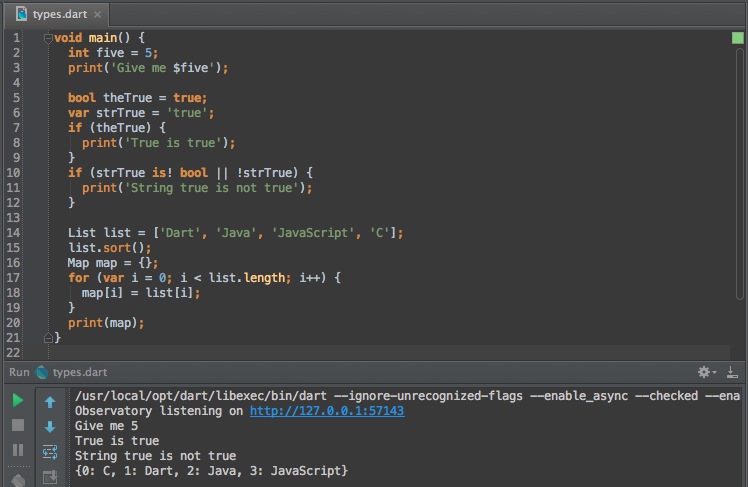 types.dart
1 void main() {
2   int five = 5;
3   print('Give me $five');
4
5   bool theTrue = true;
6   var strTrue = 'true';
7   if (theTrue) {
8     print('True is true');
9   }
10   if (strTrue is! bool || !strTrue) {
11     print('String true is not true');
12   }
13
14   List list = ['Dart', 'Java', 'JavaScript', 'C'];
15   list.sort();
16   Map map = {};
17   for (var i = 0; i < list.length; i++) {
18     map[i] = list[i];
19   }
20   print(map);
21 }
22
Run types.dart
/usr/local/opt/dart/libexec/bin/dart --ignore-unrecognized-flags --enable_async --checked --ena
Observatory listening on http://127.0.0.1:57143
Give me 5
True is true
String true is not true
{0: C, 1: Dart, 2: Java, 3: JavaScript}